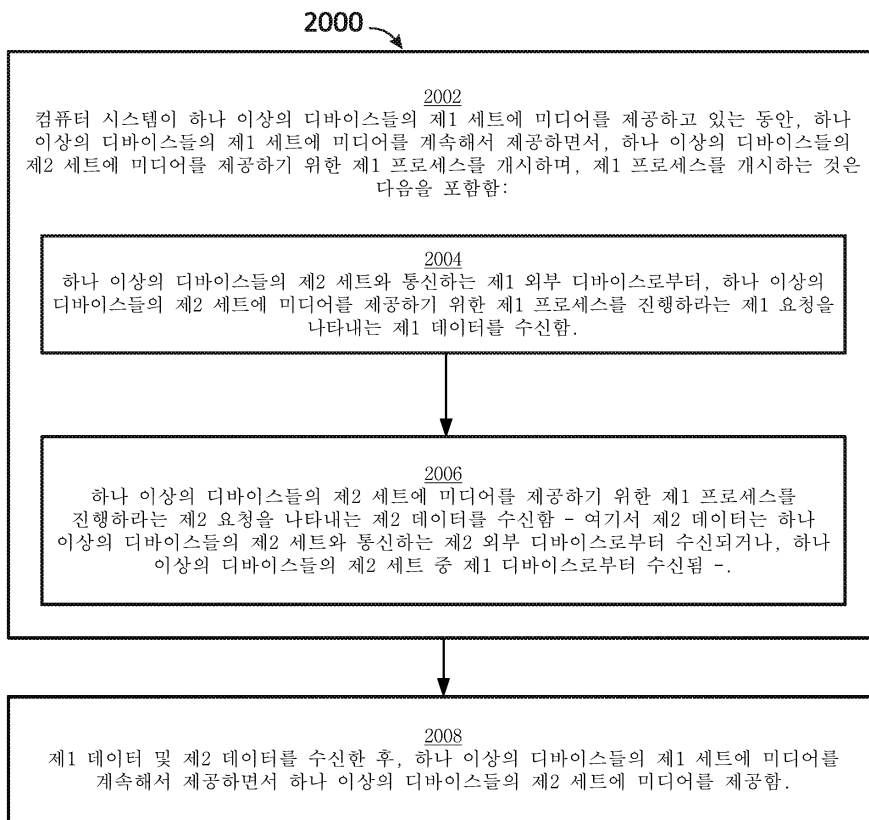 2000
2002
컴퓨터 시스템이 하나 이상의 디바이스들의 제1 세트에 미디어를 제공하고 있는 동안, 하나
이상의 디바이스들의 제1 세트에 미디어를 계속해서 제공하면서, 하나 이상의 디바이스들의
제2 세트에 미디어를 제공하기 위한 제1 프로세스를 개시하며, 제1 프로세스를 개시하는 것은
다음을 포함함:
2004
하나 이상의 디바이스들의 제2 세트와 통신하는 제1 외부 디바이스로부터, 하나 이상의
디바이스들의 제2 세트에 미디어를 제공하기 위한 제1 프로세스를 진행하라는 제1 요청을
나타내는 제1 데이터를 수신함.
2006
하나 이상의 디바이스들의 제2 세트에 미디어를 제공하기 위한 제1 프로세스를
진행하라는 제2 요청을 나타내는 제2 데이터를 수신함 – 여기서 제2 데이터는 하나
이상의 디바이스들의 제2 세트와 통신하는 제2 외부 디바이스로부터 수신되거나, 하나
이상의 디바이스들의 제2 세트 중 제1 디바이스로부터 수신됨 –.
2008
제1 데이터 및 제2 데이터를 수신한 후, 하나 이상의 디바이스들의 제1 세트에 미디어를
계속해서 제공하면서 하나 이상의 디바이스들의 제2 세트에 미디어를 제공함.